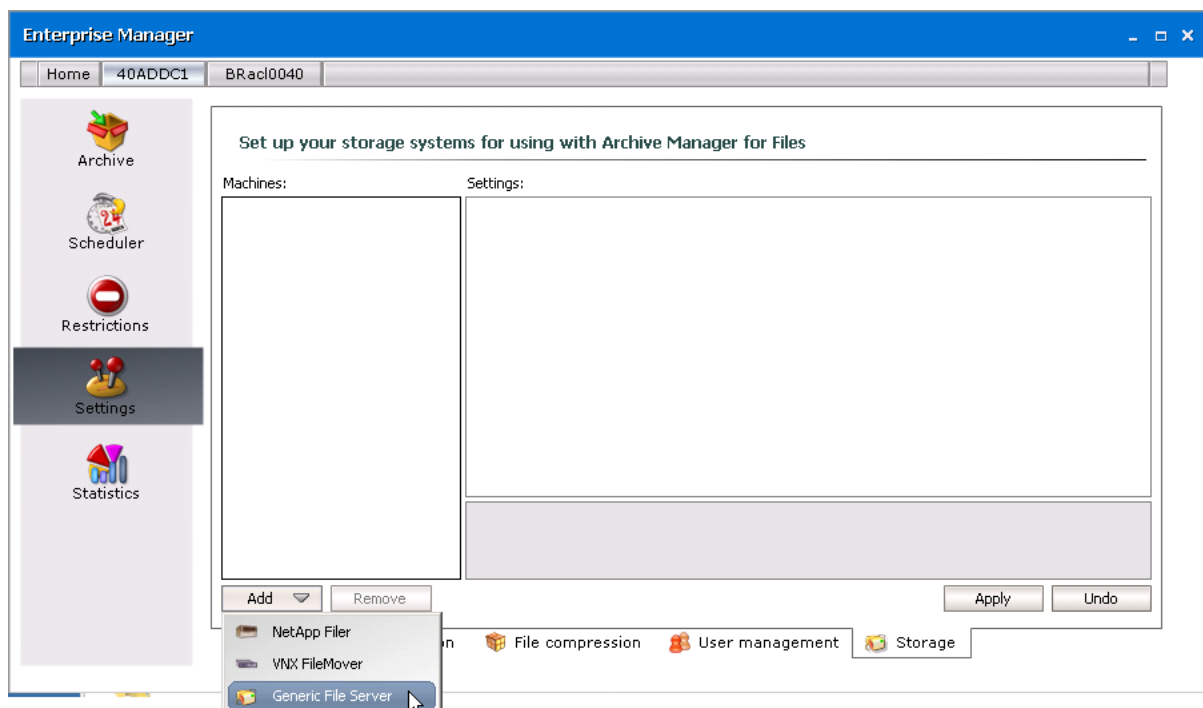 Enterprise Manager
Home 40ADDC1 BRacl0040
Archive
Scheduler
Restrictions
Settings
Statistics
Set up your storage systems for using with Archive Manager for Files
Machines: Settings:
Add Remove Apply Undo
NetApp Filer
VNX FileMover
Generic File Server
n File compression User management Storage